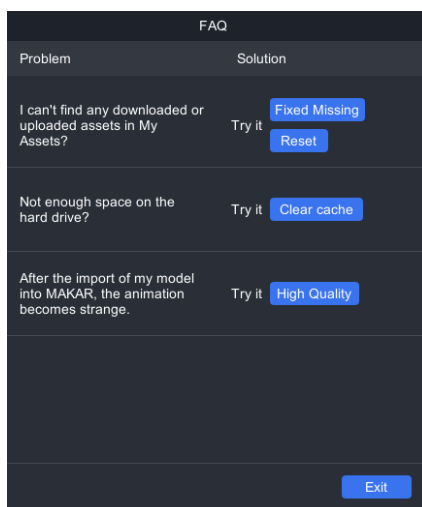 FAQ
Problem Solution
I can't find any downloaded or
uploaded assets in My
Assets?
Try it Fixed Missing
Reset
Not enough space on the
hard drive?
Try it Clear cache
After the import of my model
into MAKAR, the animation
becomes strange.
Try it High Quality
Exit